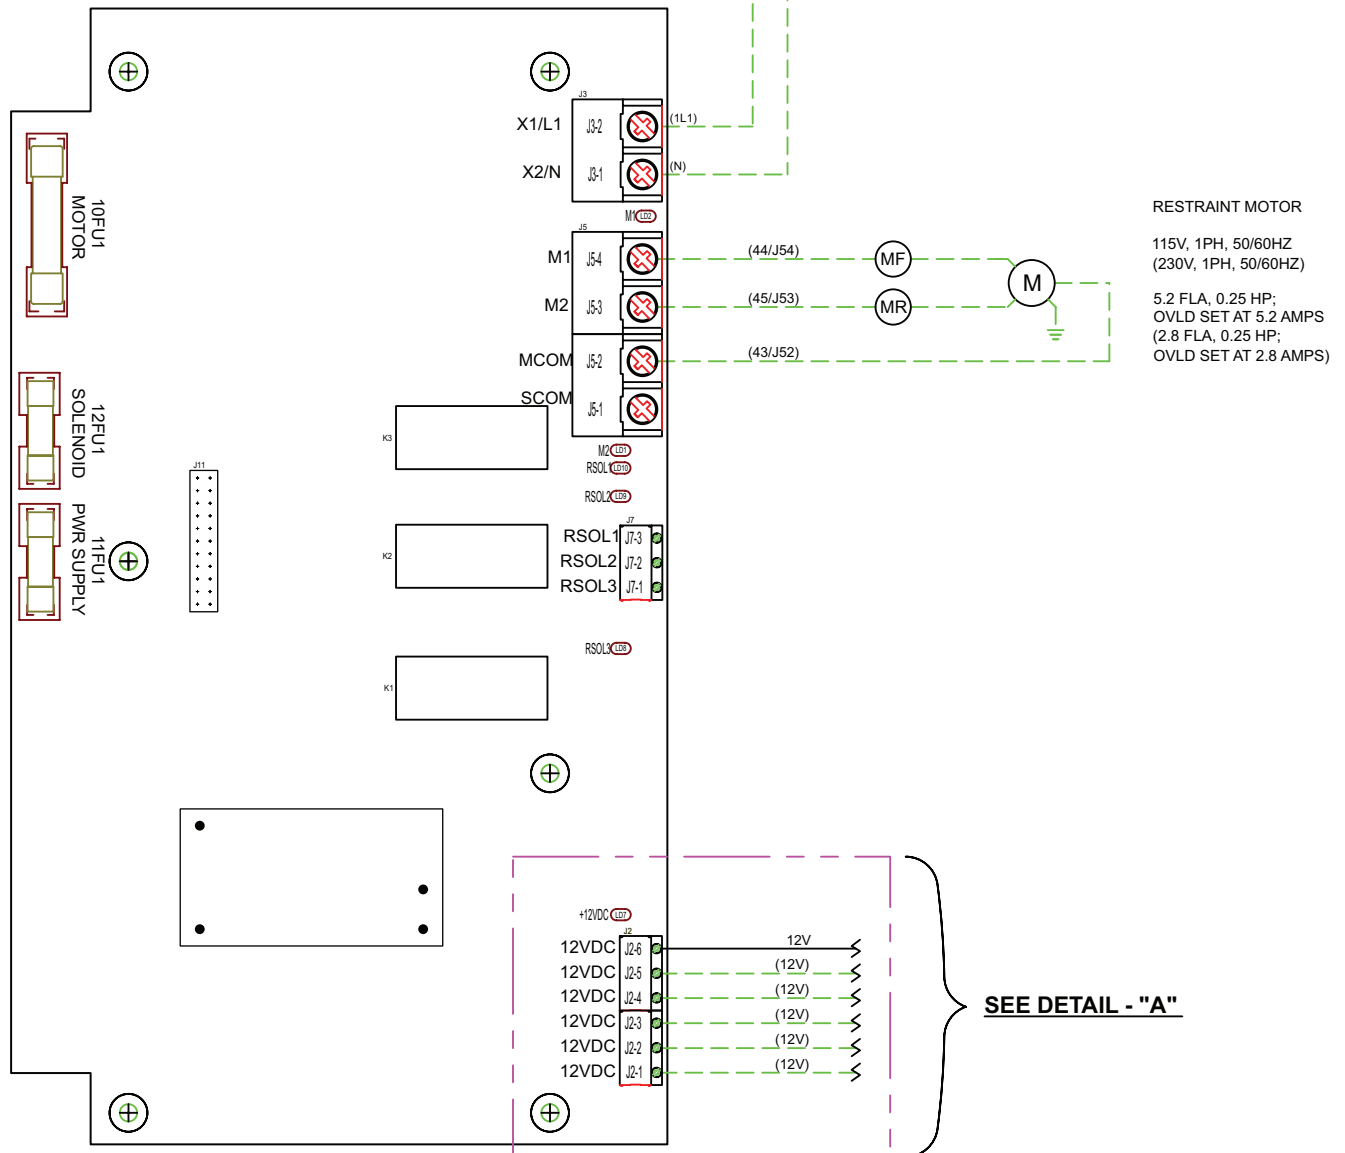 J3
X1/L1
J3-2
(1L1)
X2/N
J3-1
(N)
M1
LD2
J5
M1
J5-4
(44/J54)
MF
M2
J5-3
(45/J53)
MR
M
MCOM
J5-2
(43/J52)
SCOM
J5-1
RESTRAINT MOTOR
115V, 1PH, 50/60HZ
(230V, 1PH, 50/60HZ)
5.2 FLA, 0.25 HP;
OVLD SET AT 5.2 AMPS
(2.8 FLA, 0.25 HP;
OVLD SET AT 2.8 AMPS)
10FU1
MOTOR
12FU1
SOLENOID
11FU1
PWR SUPPLY
J11
K3
K2
K1
M2
LD1
RSOL1
LD10
RSOL2
LD9
J7
RSOL1
J7-3
RSOL2
J7-2
RSOL3
J7-1
RSOL3
LD8
+12VDC
LD7
J2
12VDC
J2-6
12V
12VDC
J2-5
(12V)
12VDC
J2-4
(12V)
12VDC
J2-3
(12V)
12VDC
J2-2
(12V)
12VDC
J2-1
(12V)
SEE DETAIL - "A"